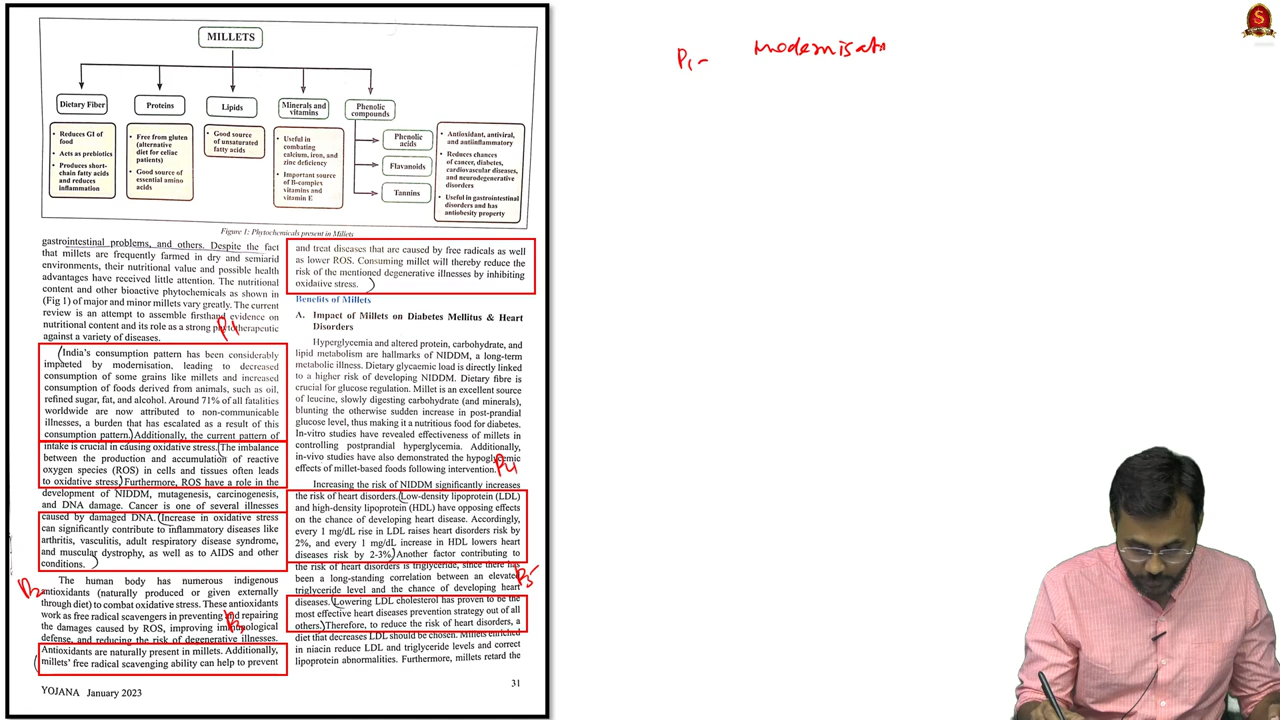 MILLETS
Dietary Fiber
Proteins
Lipids
Minerals and
vitamins
Phenolic
compounds
Reduces GI of
food
Acts as prebiotics
Produces short-
chain fatty acids
and reduces
inflammation
Free from gluten
(alternative
diet for celiac
patients)
Good source of
essential amino
acids
Good source
of unsaturated
fatty acids
Useful in
combating
calcium, iron, and
zinc deficiency
Important source
of B-complex
vitamins and
vitamin E
Phenolic
acids
Flavanoids
Tannins
Antioxidant, antiviral,
and antiinflammatory
Reduces chances
of cancer, diabetes,
cardiovascular diseases,
and neurodegenerative
disorders
Useful in gastrointestinal
disorders and has
antiobesity property
Figure 1: Phytochemicals present in Millets
gastrointestinal problems, and others. Despite the fact
that millets are frequently farmed in dry and semiarid
environments, their nutritional value and possible health
advantages have received little attention. The nutritional
content and other bioactive phytochemicals as shown in
(Fig 1) of major and minor millets vary greatly. The current
review is an attempt to assemble firsthand evidence on
nutritional content and its role as a strong phytotherapeutic
against a variety of diseases.
P1
(India's consumption pattern has been considerably
impacted by modernisation, leading to decreased
consumption of some grains like millets and increased
consumption of foods derived from animals, such as oil,
refined sugar, fat, and alcohol. Around 71% of all fatalities
worldwide are now attributed to non-communicable
illnesses, a burden that has escalated as a result of this
consumption pattern.) Additionally, the current pattern of
intake is crucial in causing oxidative stress. (The imbalance
between the production and accumulation of reactive
oxygen species (ROS) in cells and tissues often leads
to oxidative stress.) Furthermore, ROS have a role in the
development of NIDDM, mutagenesis, carcinogenesis,
and DNA damage. Cancer is one of several illnesses
caused by damaged DNA. (Increase in oxidative stress
can significantly contribute to inflammatory diseases like
arthritis, vasculitis, adult respiratory disease syndrome,
and muscular dystrophy, as well as to AIDS and other
conditions. )
P2
The human body has numerous indigenous
antioxidants (naturally produced or given externally
through diet) to combat oxidative stress. These antioxidants
work as free radical scavengers in preventing and repairing
the damages caused by ROS, improving immunological
defense, and reducing the risk of degenerative illnesses.
P3
Antioxidants are naturally present in millets. Additionally,
(millets' free radical scavenging ability can help to prevent
and treat diseases that are caused by free radicals as well
as lower ROS. Consuming millet will thereby reduce the
risk of the mentioned degenerative illnesses by inhibiting
oxidative stress. )
Benefits of Millets
A. Impact of Millets on Diabetes Mellitus & Heart
Disorders
Hyperglycemia and altered protein, carbohydrate, and
lipid metabolism are hallmarks of NIDDM, a long-term
metabolic illness. Dietary glycaemic load is directly linked
to a higher risk of developing NIDDM. Dietary fibre is
crucial for glucose regulation. Millet is an excellent source
of leucine, slowly digesting carbohydrate (and minerals),
blunting the otherwise sudden increase in post-prandial
glucose level, thus making it a nutritious food for diabetes.
In-vitro studies have revealed effectiveness of millets in
controlling postprandial hyperglycemia. Additionally,
in-vivo studies have also demonstrated the hypoglycemic
effects of millet-based foods following intervention.
P4
Increasing the risk of NIDDM significantly increases
the risk of heart disorders. (Low-density lipoprotein (LDL)
and high-density lipoprotein (HDL) have opposing effects
on the chance of developing heart disease. Accordingly,
every 1 mg/dL rise in LDL raises heart disorders risk by
2%, and every 1 mg/dL increase in HDL lowers heart
diseases risk by 2-3%.) Another factor contributing to
the risk of heart disorders is triglyceride, since there has
been a long-standing correlation between an elevated
triglyceride level and the chance of developing heart
P5
diseases. (Lowering LDL cholesterol has proven to be the
most effective heart diseases prevention strategy out of all
others.) Therefore, to reduce the risk of heart disorders, a
diet that decreases LDL should be chosen. Millets enriched
in niacin reduce LDL and triglyceride levels and correct
lipoprotein abnormalities. Furthermore, millets retard the
YOJANA January 2023
31
P1 - modernisat
S